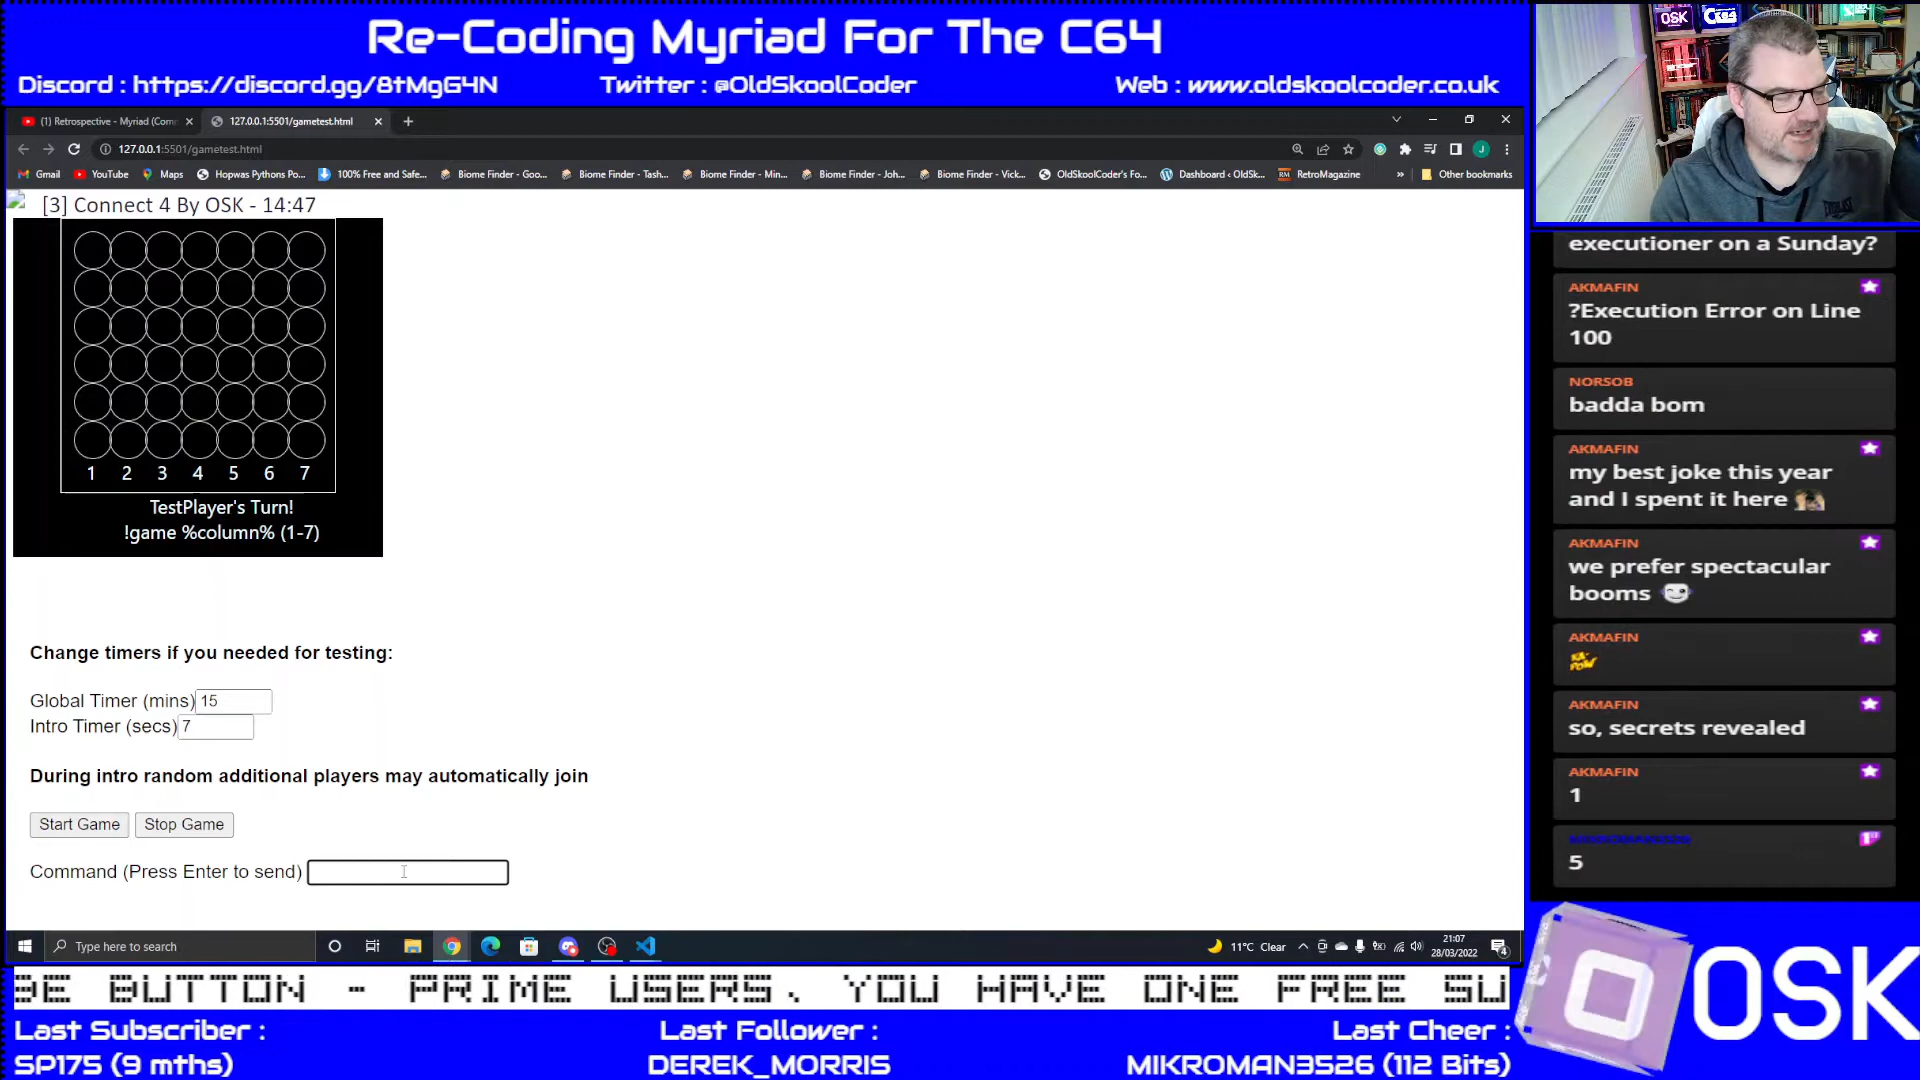 Re-Coding Myriad For The C64
Discord : https://discord.gg/8tMgG4N Twitter : @OldSkoolCoder Web : www.oldskoolcoder.co.uk
(1) Retrospective - Myriad (Com 127.0.0.1:5501/gametest.html
127.0.0.1:5501/gametest.html
Gmail YouTube Maps Hopwas Pythons Po... 100% Free and Safe... Biome Finder - Goo... Biome Finder - Tash... Biome Finder - Min... Biome Finder - Joh... Biome Finder - Vick... OldSkoolCoder's Fo... Dashboard ‹ OldSk... RetroMagazine » Other bookmarks
[3] Connect 4 By OSK - 14:47
1 2 3 4 5 6 7
TestPlayer's Turn!
!game %column% (1-7)
Change timers if you needed for testing:
Global Timer (mins) 15
Intro Timer (secs) 7
During intro random additional players may automatically join
Start Game Stop Game
Command (Press Enter to send)
Type here to search
11°C Clear
21:07
28/03/2022
4
OSK
executioner on a Sunday?
AKMAFIN
?Execution Error on Line
100
NORSOB
badda bom
AKMAFIN
my best joke this year
and I spent it here
AKMAFIN
we prefer spectacular
booms
AKMAFIN
KA-
POW
AKMAFIN
so, secrets revealed
AKMAFIN
1
5
BE BUTTON - PRIME USERS, YOU HAVE ONE FREE SU
Last Subscriber :
SP175 (9 mths)
Last Follower :
DEREK_MORRIS
Last Cheer :
MIKROMAN3526 (112 Bits)
OSK